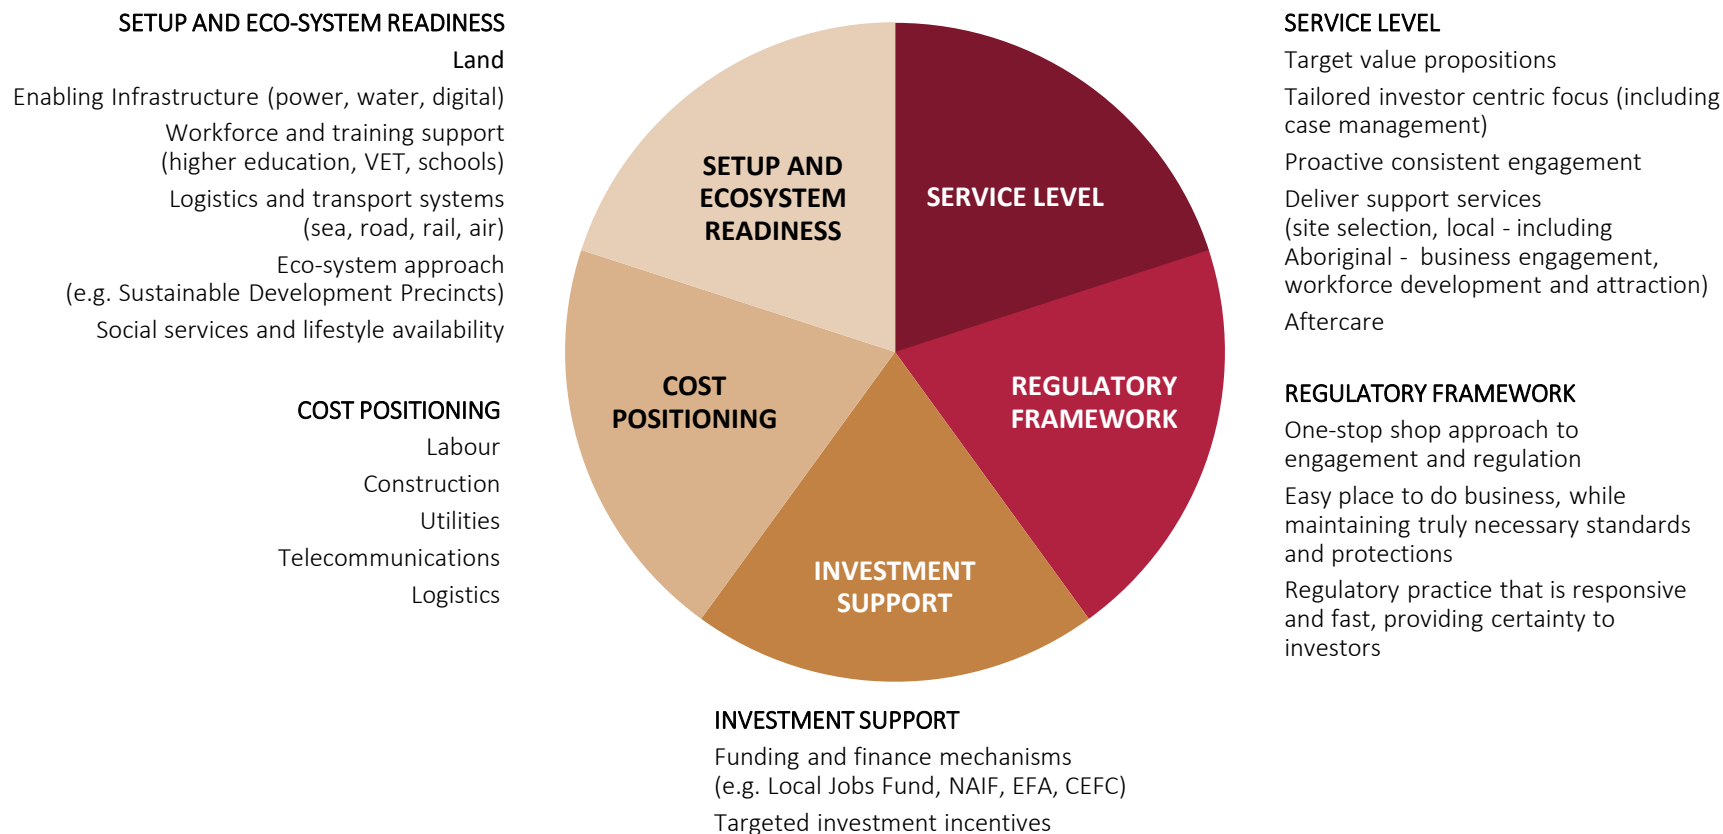 SETUP AND ECO-SYSTEM READINESS
Land
Enabling Infrastructure (power, water, digital)
Workforce and training support
(higher education, VET, schools)
Logistics and transport systems
(sea, road, rail, air)
Eco-system approach
(e.g. Sustainable Development Precincts)
Social services and lifestyle availability
COST POSITIONING
Labour
Construction
Utilities
Telecommunications
Logistics
SETUP AND
ECOSYSTEM
READINESS
SERVICE LEVEL
COST
POSITIONING
REGULATORY
FRAMEWORK
INVESTMENT
SUPPORT
SERVICE LEVEL
Target value propositions
Tailored investor centric focus (including
case management)
Proactive consistent engagement
Deliver support services
(site selection, local - including
Aboriginal - business engagement,
workforce development and attraction)
Aftercare
REGULATORY FRAMEWORK
One-stop shop approach to
engagement and regulation
Easy place to do business, while
maintaining truly necessary standards
and protections
Regulatory practice that is responsive
and fast, providing certainty to
investors
INVESTMENT SUPPORT
Funding and finance mechanisms
(e.g. Local Jobs Fund, NAIF, EFA, CEFC)
Targeted investment incentives